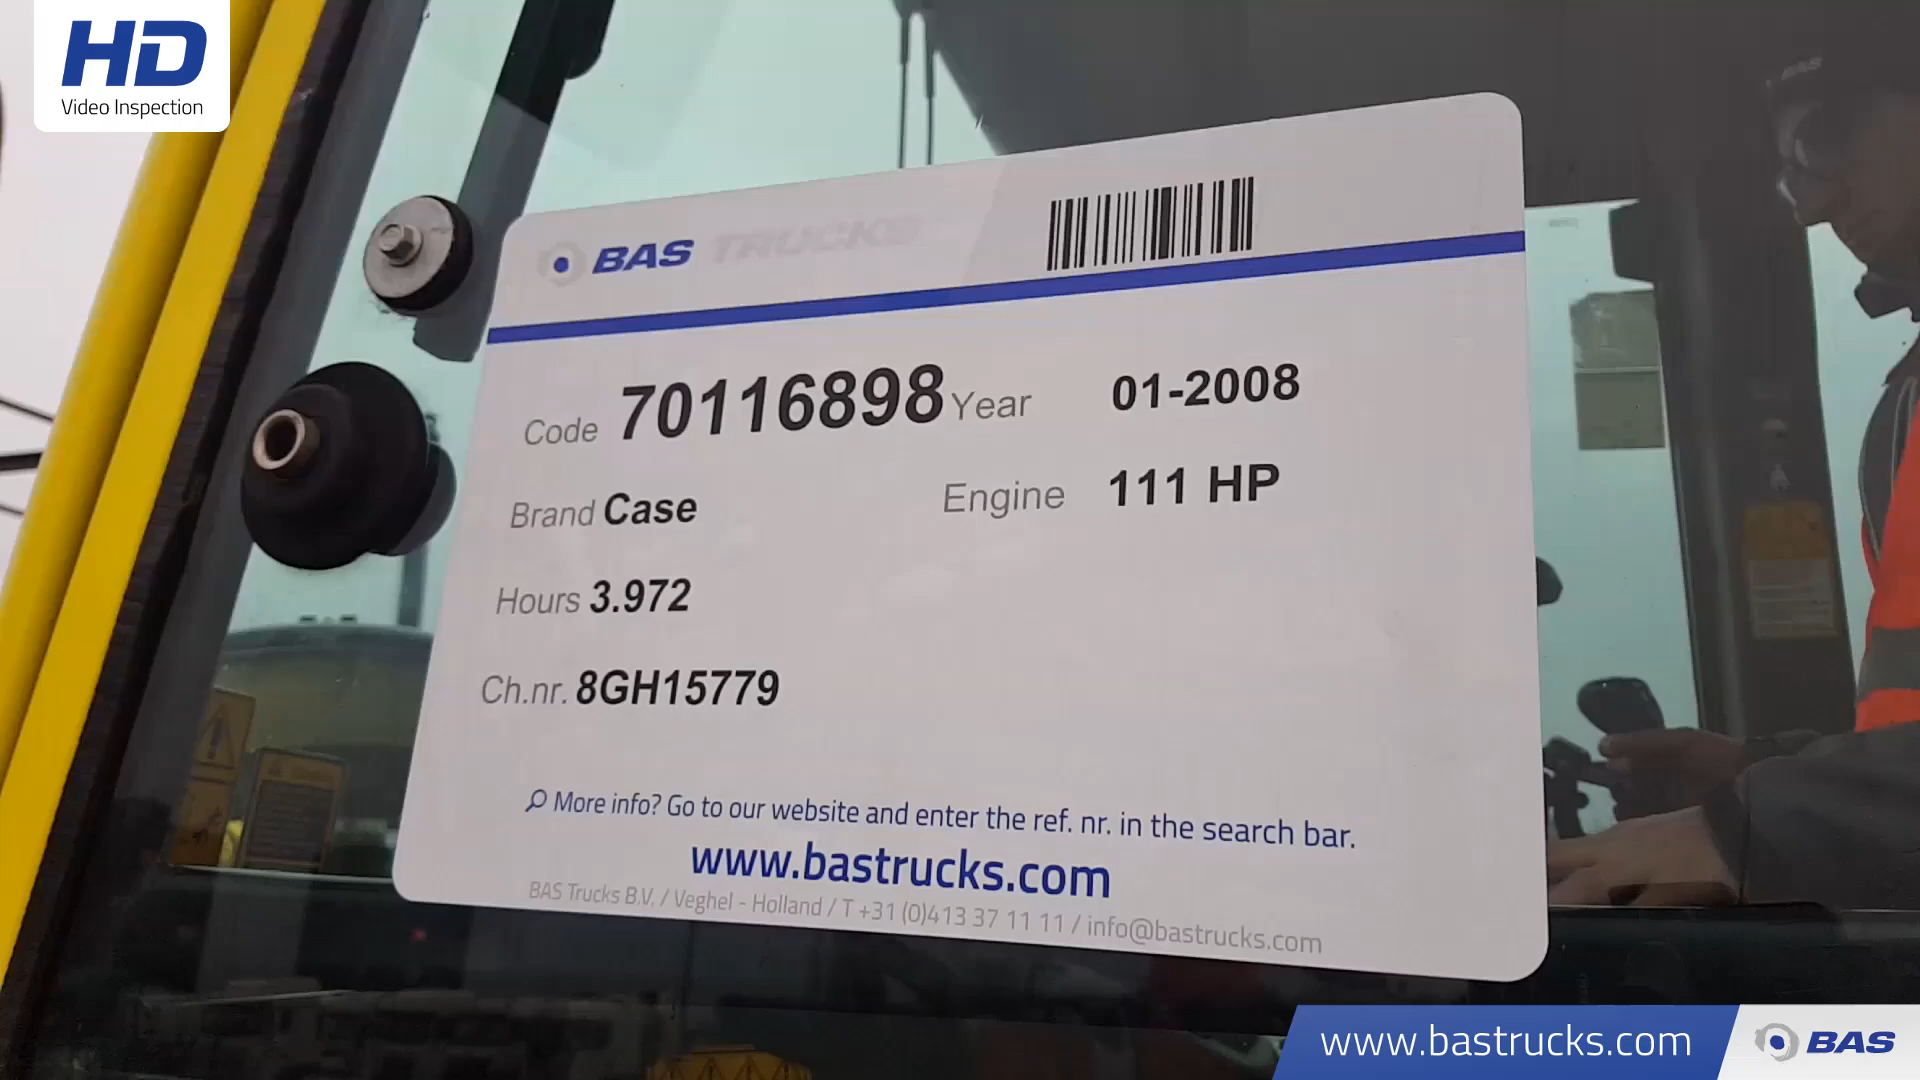 HD
Video Inspection
BAS
BAS TRUCKS
Code 70116898 Year 01-2008
Brand Case Engine 111 HP
Hours 3.972
Ch.nr. 8GH15779
More info? Go to our website and enter the ref. nr. in the search bar.
www.bastrucks.com
BAS Trucks B.V. / Veghel - Holland / T +31 (0)413 37 11 11 / info@bastrucks.com
www.bastrucks.com BAS